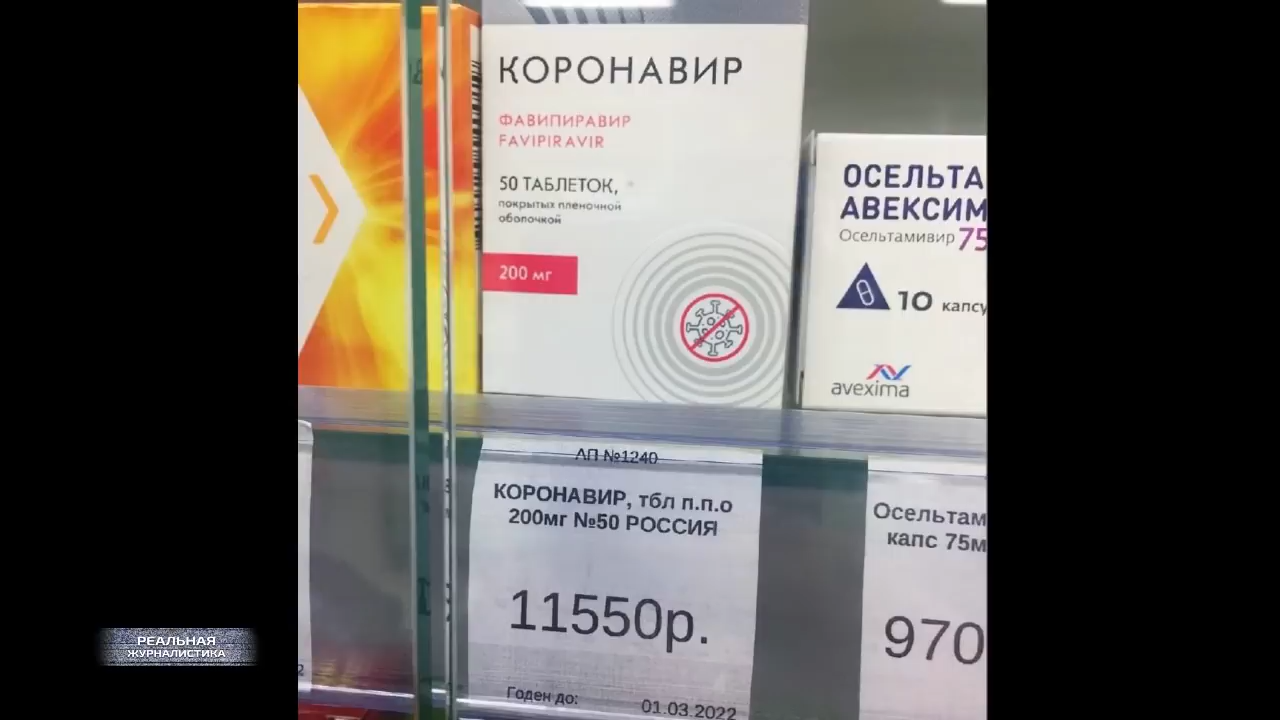 КОРОНАВИР
ФАВИПИРАВИР
FAVIPIRAVIR
50 ТАБЛЕТОК,
покрытых пленочной
оболочкой
200 мг
ОСЕЛЬТА
АВЕКСИМ
Осельтамивир 75
10 капсу
avexima
АП №1240
КОРОНАВИР, тбл п.п.о
200мг №50 РОССИЯ
11550р.
Годен до: 01.03.2022
Осельтам
капс 75м
970
РЕАЛЬНАЯ
ЖУРНАЛИСТИКА